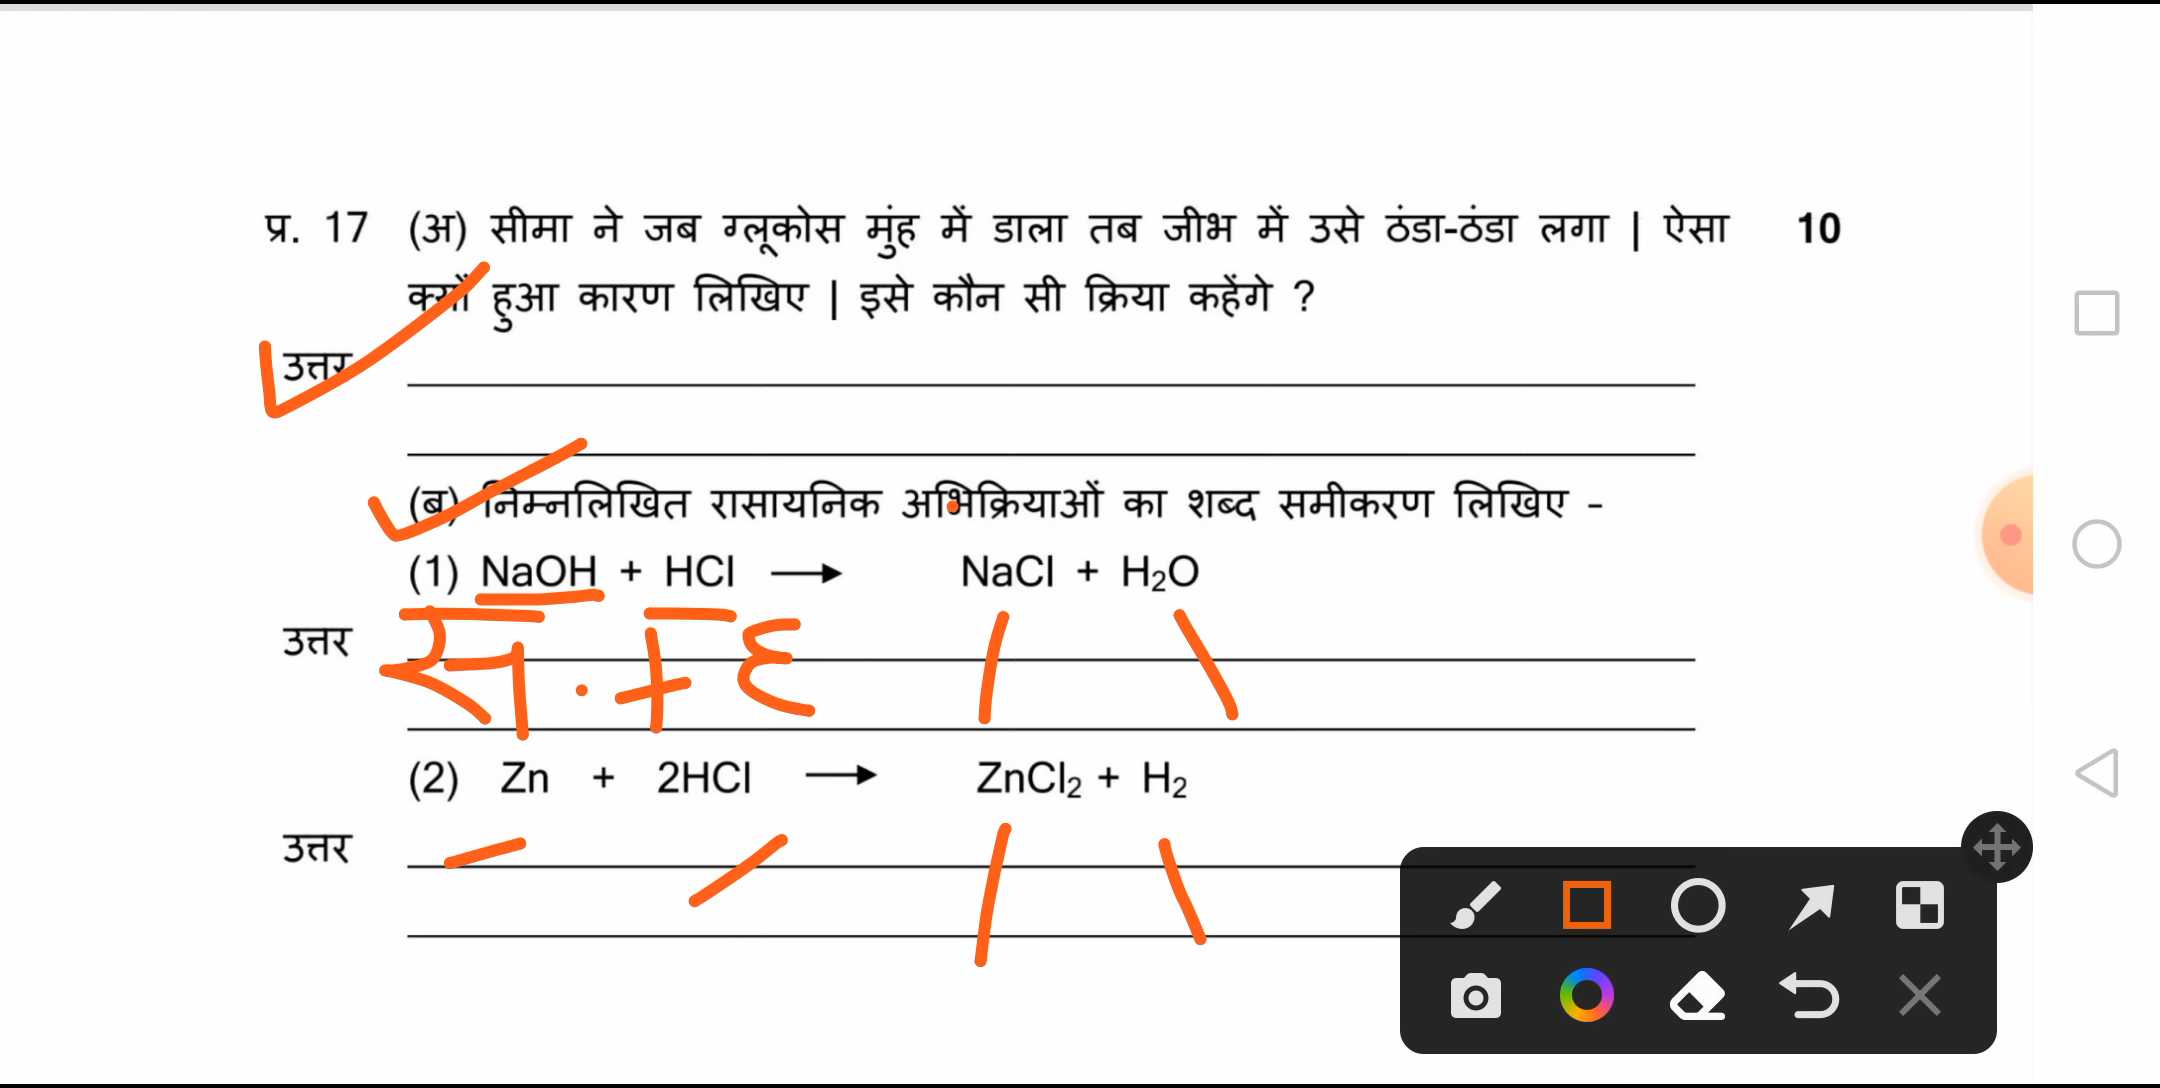 प्र. 17 (अ) सीमा ने जब ग्लूकोस मुंह में डाला तब जीभ में उसे ठंडा-ठंडा लगा | ऐसा 10
क्यों हुआ कारण लिखिए | इसे कौन सी क्रिया कहेंगे ?
उत्तर
(ब) निम्नलिखित रासायनिक अभिक्रियाओं का शब्द समीकरण लिखिए -
(1) NaOH + HCl ⟶ NaCl + H₂O
उत्तर
(2) Zn + 2HCl ⟶ ZnCl₂ + H₂
उत्तर